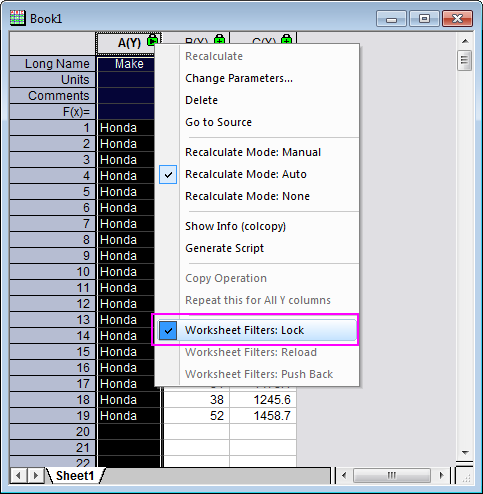 Book1
A(Y) B(Y) C(Y)
Long Name Make
Units
Comments
F(x)=
1 Honda
2 Honda
3 Honda
4 Honda
5 Honda
6 Honda
7 Honda
8 Honda
9 Honda
10 Honda
11 Honda
12 Honda
13 Honda
14 Honda
15 Honda
16 Honda
17 Honda
18 Honda 38 1245.6
19 Honda 52 1458.7
20
21
22
Sheet1
Recalculate
Change Parameters...
Delete
Go to Source
Recalculate Mode: Manual
Recalculate Mode: Auto
Recalculate Mode: None
Show Info (colcopy)
Generate Script
Copy Operation
Repeat this for All Y columns
Worksheet Filters: Lock
Worksheet Filters: Reload
Worksheet Filters: Push Back